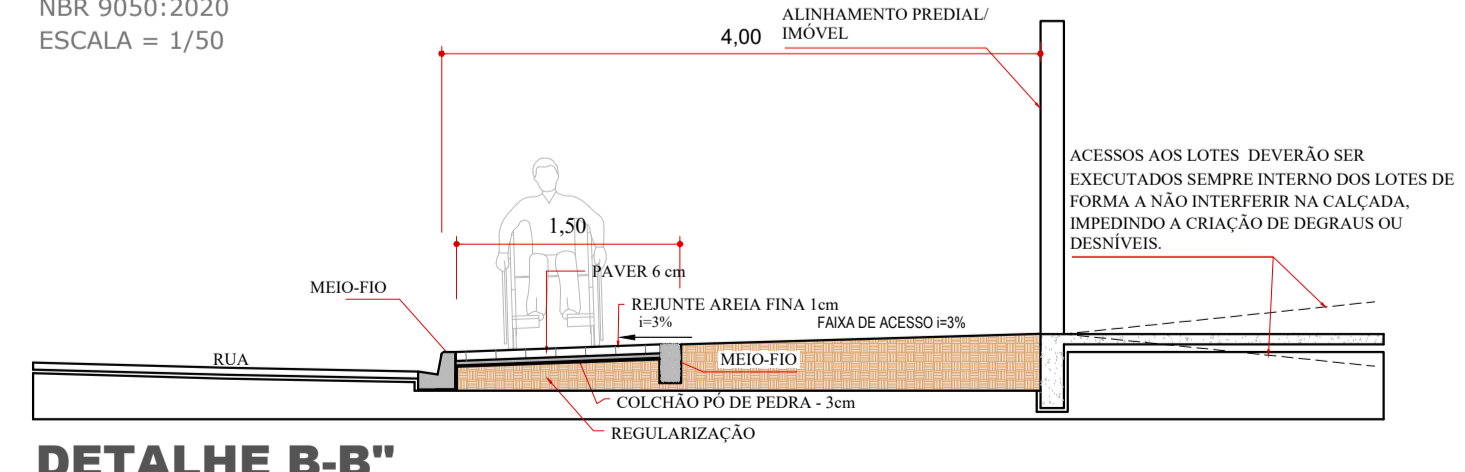 NBR 9050:2020
ESCALA = 1/50
ALINHAMENTO PREDIAL/
IMÓVEL
4,00
ACESSOS AOS LOTES DEVERÃO SER
EXECUTADOS SEMPRE INTERNO DOS LOTES DE
FORMA A NÃO INTERFERIR NA CALÇADA,
IMPEDINDO A CRIAÇÃO DE DEGRAUS OU
DESNÍVEIS.
1,50
PAVER 6 cm
MEIO-FIO
REJUNTE AREIA FINA 1cm
i=3%
FAIXA DE ACESSO i=3%
RUA
MEIO-FIO
COLCHÃO PÓ DE PEDRA - 3cm
REGULARIZAÇÃO
DETALHE B-B"